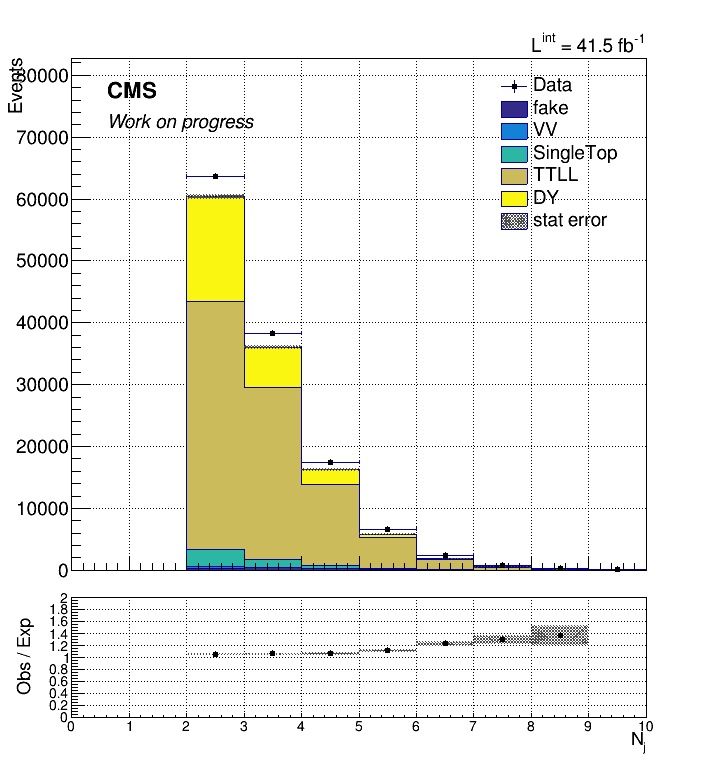 L^int = 41.5 fb^-1
Events
CMS
Work on progress
Data
fake
VV
SingleTop
TTLL
DY
stat error
80000
70000
60000
50000
40000
30000
20000
10000
0
Obs / Exp
2
1.8
1.6
1.4
1.2
1
0.8
0.6
0.4
0.2
0
0 1 2 3 4 5 6 7 8 9 10
N_j